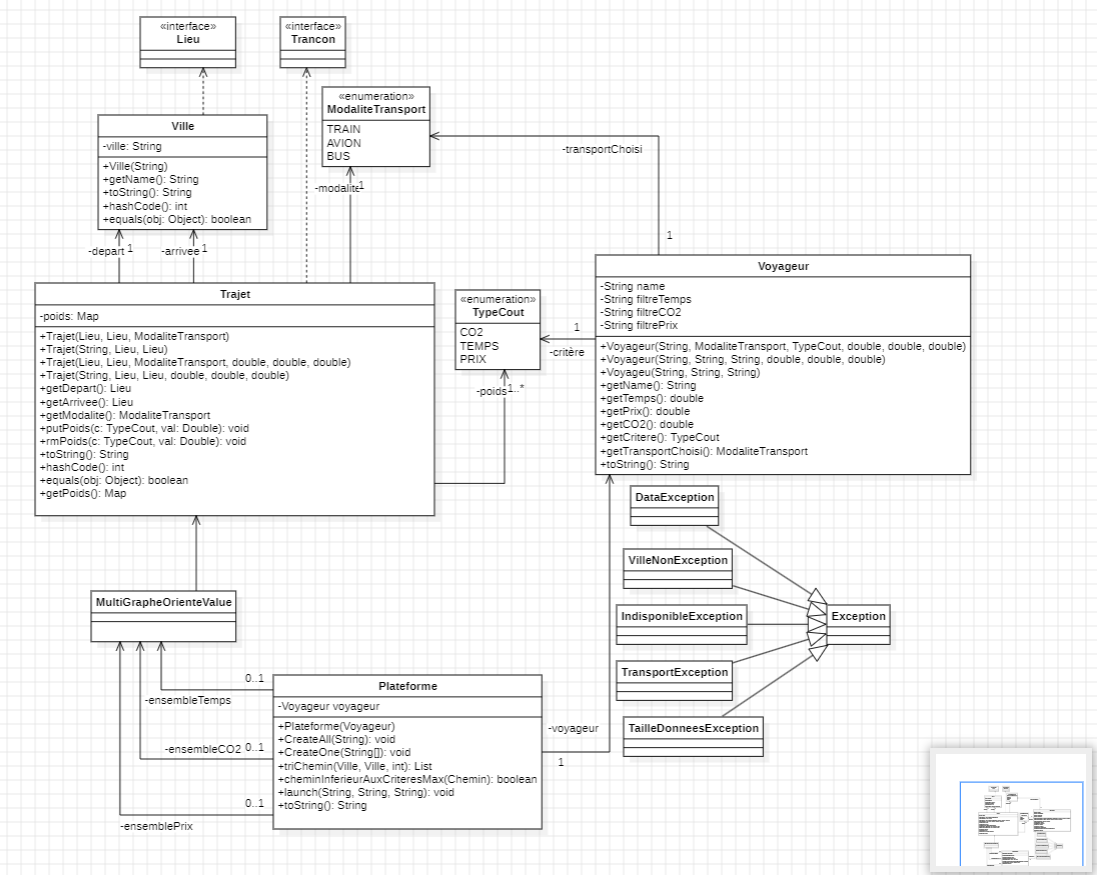 «interface»
Lieu
«interface»
Trancon
«enumeration»
ModaliteTransport
TRAIN
AVION
BUS
Ville
-ville: String
+Ville(String)
+getName(): String
+toString(): String
+hashCode(): int
+equals(obj: Object): boolean
-transportChoisi
1
-modalite
1
-depart
1
-arrivee
1
Trajet
-poids: Map
+Trajet(Lieu, Lieu, ModaliteTransport)
+Trajet(String, Lieu, Lieu)
+Trajet(Lieu, Lieu, ModaliteTransport, double, double, double)
+Trajet(String, Lieu, Lieu, double, double, double)
+getDepart(): Lieu
+getArrivee(): Lieu
+getModalite(): ModaliteTransport
+putPoids(c: TypeCout, val: Double): void
+rmPoids(c: TypeCout, val: Double): void
+toString(): String
+hashCode(): int
+equals(obj: Object): boolean
+getPoids(): Map
«enumeration»
TypeCout
CO2
TEMPS
PRIX
1
-critère
-poids
1..*
Voyageur
-String name
-String filtreTemps
-String filtreCO2
-String filtrePrix
+Voyageur(String, ModaliteTransport, TypeCout, double, double, double)
+Voyageur(String, String, String, double, double, double)
+Voyageu(String, String, String)
+getName(): String
+getTemps(): double
+getPrix(): double
+getCO2(): double
+getCritere(): TypeCout
+getTransportChoisi(): ModaliteTransport
+toString(): String
DataException
VilleNonException
IndisponibleException
TransportException
TailleDonneesException
Exception
MultiGrapheOrienteValue
0..1
-ensembleTemps
-ensembleCO2
0..1
0..1
-ensemblePrix
Plateforme
-Voyageur voyageur
+Plateforme(Voyageur)
+CreateAll(String): void
+CreateOne(String[]): void
+triChemin(Ville, Ville, int): List
+cheminInferieurAuxCriteresMax(Chemin): boolean
+launch(String, String, String): void
+toString(): String
-voyageur
1